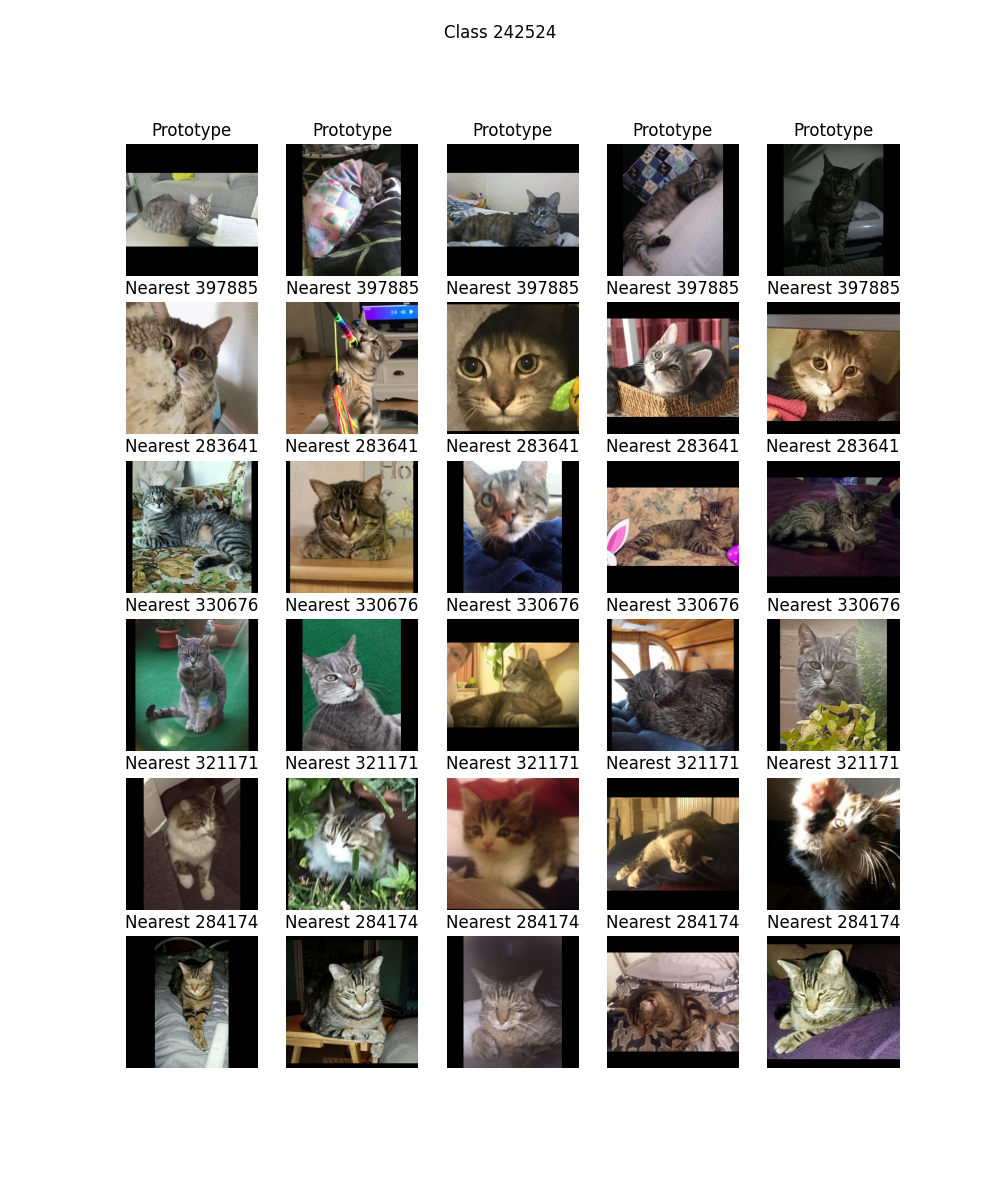 Class 242524
Prototype Prototype Prototype Prototype Prototype
Nearest 397885 Nearest 397885 Nearest 397885 Nearest 397885 Nearest 397885
Nearest 283641 Nearest 283641 Nearest 283641 Nearest 283641 Nearest 283641
Ho
Nearest 330676 Nearest 330676 Nearest 330676 Nearest 330676 Nearest 330676
Nearest 321171 Nearest 321171 Nearest 321171 Nearest 321171 Nearest 321171
Nearest 284174 Nearest 284174 Nearest 284174 Nearest 284174 Nearest 284174